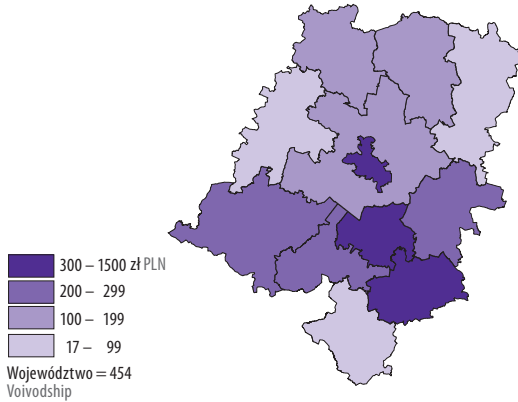 300 – 1500 zł PLN
200 – 299
100 – 199
17 – 99
Województwo = 454
Voivodship